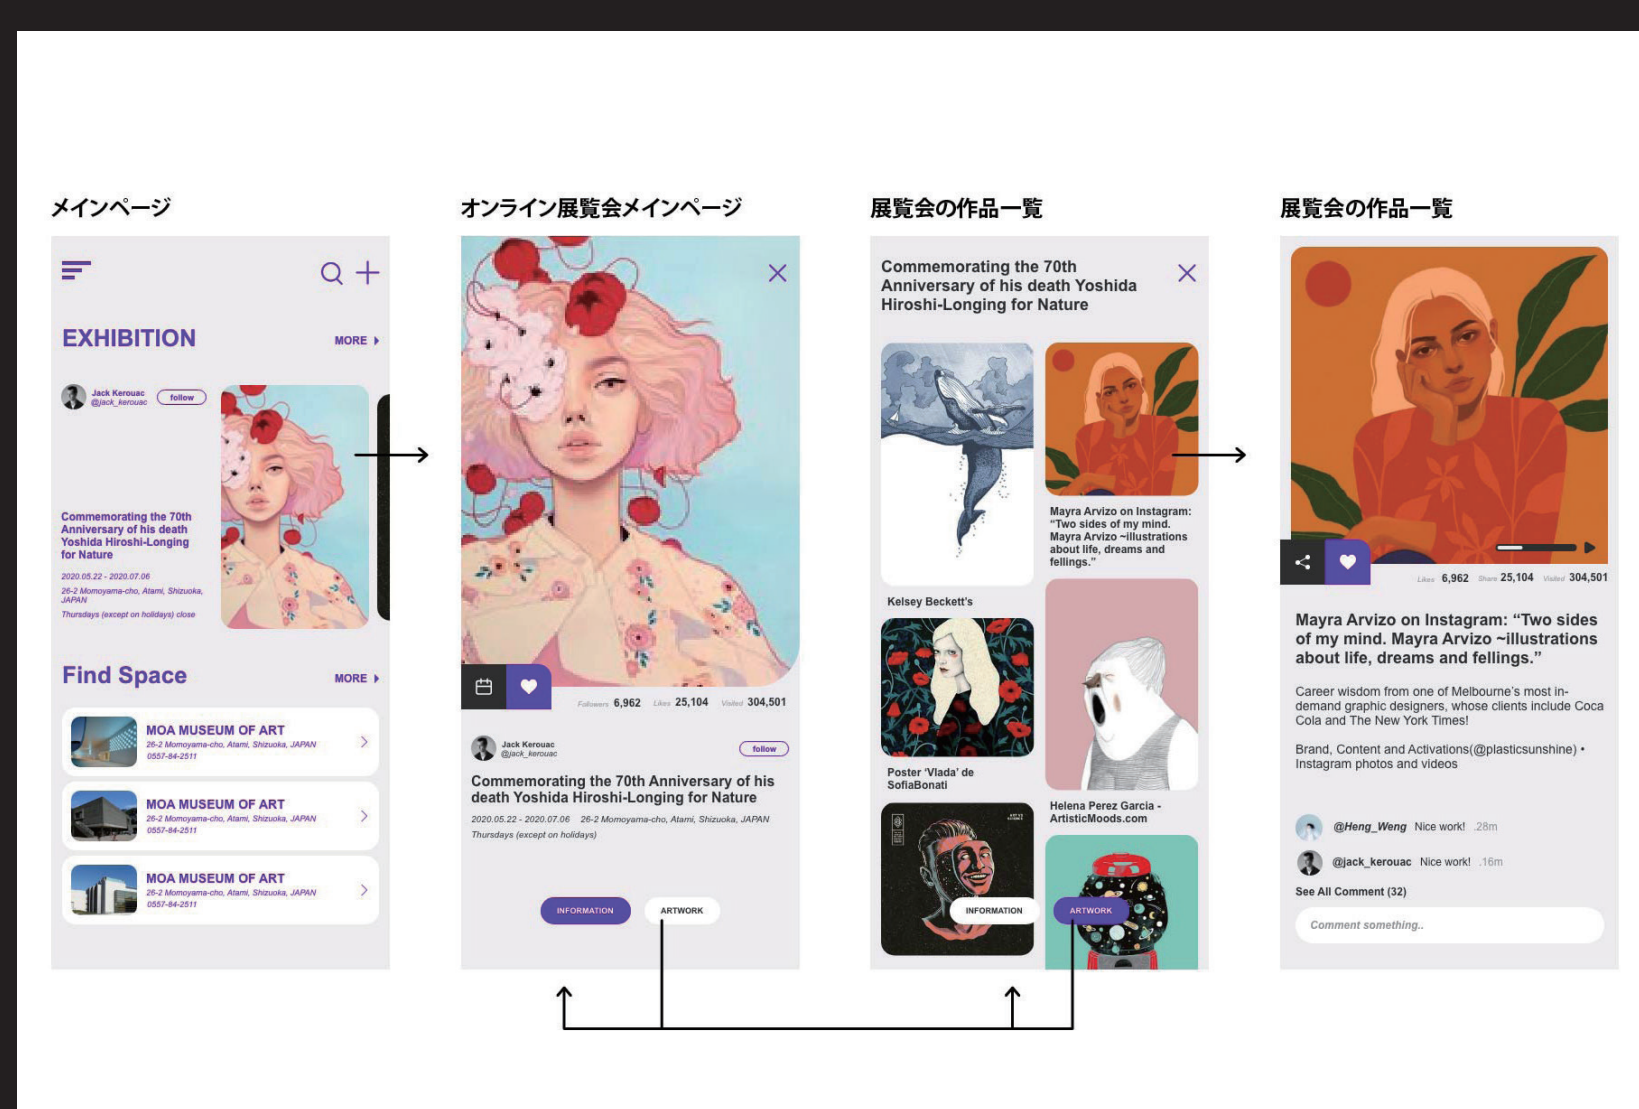 メインページ
EXHIBITION
MORE
Jack Kerouac
@jack_kerouac
follow
Commemorating the 70th
Anniversary of his death
Yoshida Hiroshi-Longing
for Nature
2020.05.22 - 2020.07.06
26-2 Momoyama-cho, Atami, Shizuoka,
JAPAN
Thursdays (except on holidays) close
Find Space
MORE
MOA MUSEUM OF ART
26-2 Momoyama-cho, Atami, Shizuoka, JAPAN
0557-84-2511
MOA MUSEUM OF ART
26-2 Momoyama-cho, Atami, Shizuoka, JAPAN
0557-84-2511
MOA MUSEUM OF ART
26-2 Momoyama-cho, Atami, Shizuoka, JAPAN
0557-84-2511
オンライン展覧会メインページ
Followers 6,962 Likes 25,104 Visited 304,501
Jack Kerouac
@jack_kerouac
follow
Commemorating the 70th Anniversary of his
death Yoshida Hiroshi-Longing for Nature
2020.05.22 - 2020.07.06 26-2 Momoyama-cho, Atami, Shizuoka, JAPAN
Thursdays (except on holidays)
INFORMATION
ARTWORK
展覧会の作品一覧
Commemorating the 70th
Anniversary of his death Yoshida
Hiroshi-Longing for Nature
Kelsey Beckett's
Poster ‘Vlada’ de
SofiaBonati
Mayra Arvizo on Instagram:
“Two sides of my mind.
Mayra Arvizo ~illustrations
about life, dreams and
fellings.”
Helena Perez Garcia -
ArtisticMoods.com
INFORMATION
ARTWORK
展覧会の作品一覧
Likes 6,962 Share 25,104 Visited 304,501
Mayra Arvizo on Instagram: “Two sides
of my mind. Mayra Arvizo ~illustrations
about life, dreams and fellings.”
Career wisdom from one of Melbourne’s most in-
demand graphic designers, whose clients include Coca
Cola and The New York Times!
Brand, Content and Activations(@plasticsunshine) •
Instagram photos and videos
@Heng_Weng Nice work! .28m
@jack_kerouac Nice work! .16m
See All Comment (32)
Comment something..